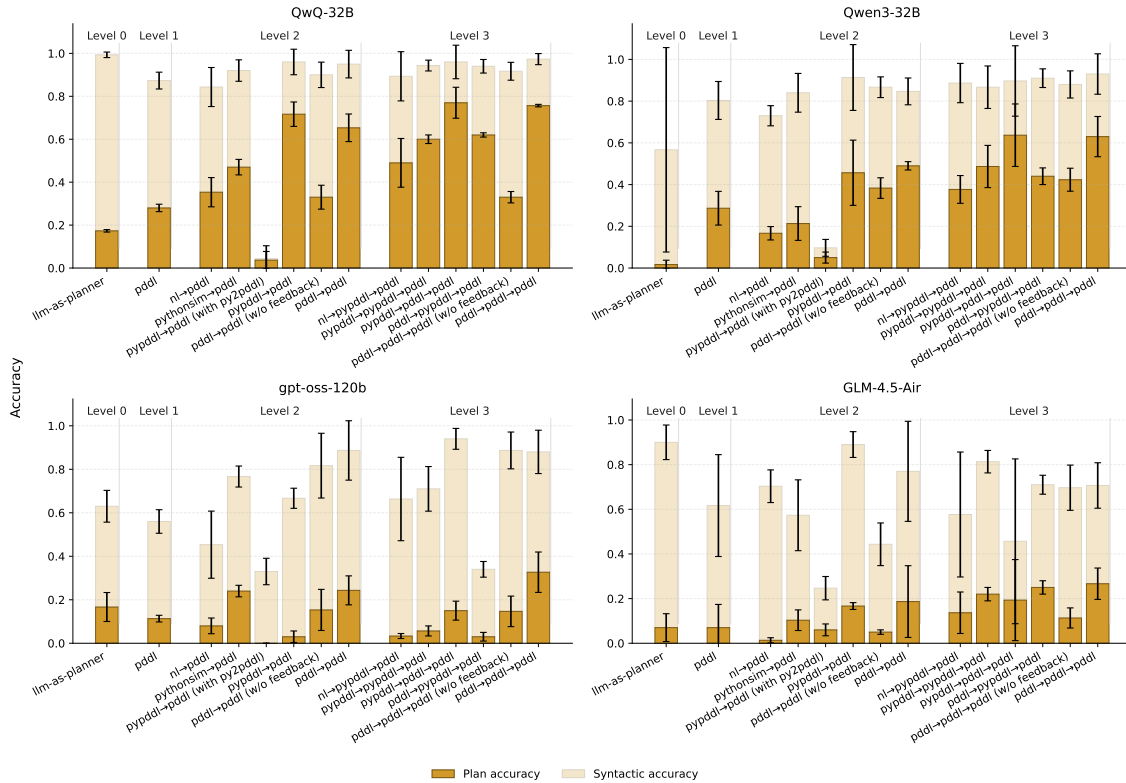 QwQ-32B
Level 0
Level 1
Level 2
Level 3
1.0
0.8
0.6
0.4
0.2
0.0
llm-as-planner
pddl
nl→pddl
pythonsim→pddl
pypddl→pddl (with py2pddl)
pypddl→pddl
pddl→pddl (w/o feedback)
pddl→pddl
nl→pypddl→pddl
pypddl→pypddl→pddl
pypddl→pddl→pddl
pddl→pypddl→pddl
pddl→pddl→pddl (w/o feedback)
pddl→pddl→pddl
Qwen3-32B
Level 0
Level 1
Level 2
Level 3
1.0
0.8
0.6
0.4
0.2
0.0
llm-as-planner
pddl
nl→pddl
pythonsim→pddl
pypddl→pddl (with py2pddl)
pypddl→pddl
pddl→pddl (w/o feedback)
pddl→pddl
nl→pypddl→pddl
pypddl→pypddl→pddl
pypddl→pddl→pddl
pddl→pypddl→pddl
pddl→pddl→pddl (w/o feedback)
pddl→pddl→pddl
Accuracy
gpt-oss-120b
Level 0
Level 1
Level 2
Level 3
1.0
0.8
0.6
0.4
0.2
0.0
llm-as-planner
pddl
nl→pddl
pythonsim→pddl
pypddl→pddl (with py2pddl)
pypddl→pddl
pddl→pddl (w/o feedback)
pddl→pddl
nl→pypddl→pddl
pypddl→pypddl→pddl
pypddl→pddl→pddl
pddl→pypddl→pddl
pddl→pddl→pddl (w/o feedback)
pddl→pddl→pddl
GLM-4.5-Air
Level 0
Level 1
Level 2
Level 3
1.0
0.8
0.6
0.4
0.2
0.0
llm-as-planner
pddl
nl→pddl
pythonsim→pddl
pypddl→pddl (with py2pddl)
pypddl→pddl
pddl→pddl (w/o feedback)
pddl→pddl
nl→pypddl→pddl
pypddl→pypddl→pddl
pypddl→pddl→pddl
pddl→pypddl→pddl
pddl→pddl→pddl (w/o feedback)
pddl→pddl→pddl
Plan accuracy
Syntactic accuracy